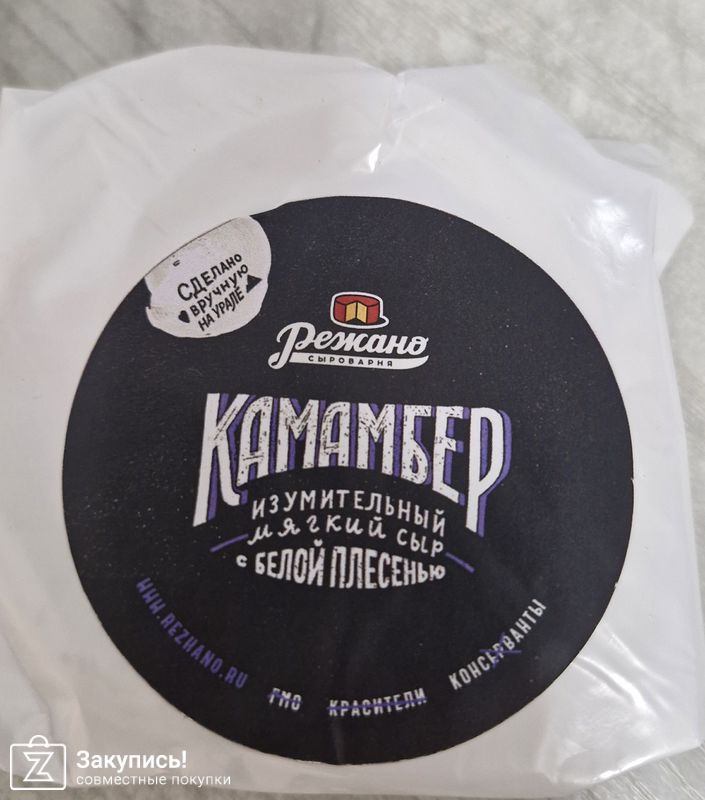 СДЕЛАНО
ВРУЧНУЮ
НА УРАЛЕ
Режано
СЫРОВАРНЯ
КАМАМБЕР
ИЗУМИТЕЛЬНЫЙ
мягкий сыр
с БЕЛОЙ ПЛЕСЕНЬЮ
WWW.REZHANO.RU
ГМО
КРАСИТЕЛИ
КОНСЕРВАНТЫ
Закупись!
совместные покупки